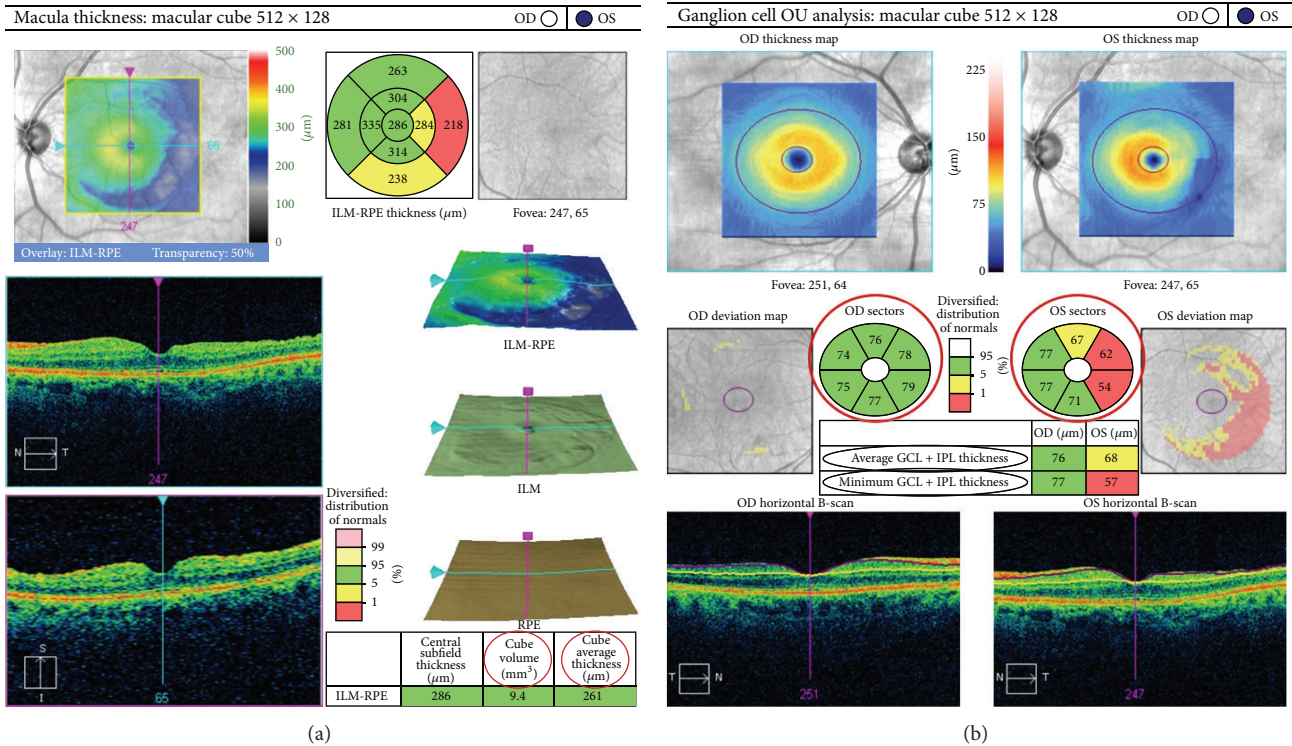 Macula thickness: macular cube 512 × 128
OD
OS
500
400
300
200
100
0
(μm)
65
247
Overlay: ILM-RPE
Transparency: 50%
263
304
281
335
286
284
218
314
238
ILM-RPE thickness (μm)
Fovea: 247, 65
ILM-RPE
N
T
247
ILM
Diversified:
distribution
of normals
99
95
5
1
(%)
RPE
S
I
65
Central
subfield
thickness
(μm)
Cube
volume
(mm³)
Cube
average
thickness
(μm)
ILM-RPE
286
9.4
261
(a)
Ganglion cell OU analysis: macular cube 512 × 128
OD
OS
OD thickness map
OS thickness map
225
150
75
0
(μm)
Fovea: 251, 64
Fovea: 247, 65
OD deviation map
OD sectors
76
74
78
75
79
77
Diversified:
distribution
of normals
95
5
1
(%)
OS sectors
67
77
62
77
54
71
OS deviation map
OD (μm)
OS (μm)
Average GCL + IPL thickness
76
68
Minimum GCL + IPL thickness
77
57
OD horizontal B-scan
OS horizontal B-scan
T
N
251
N
T
247
(b)